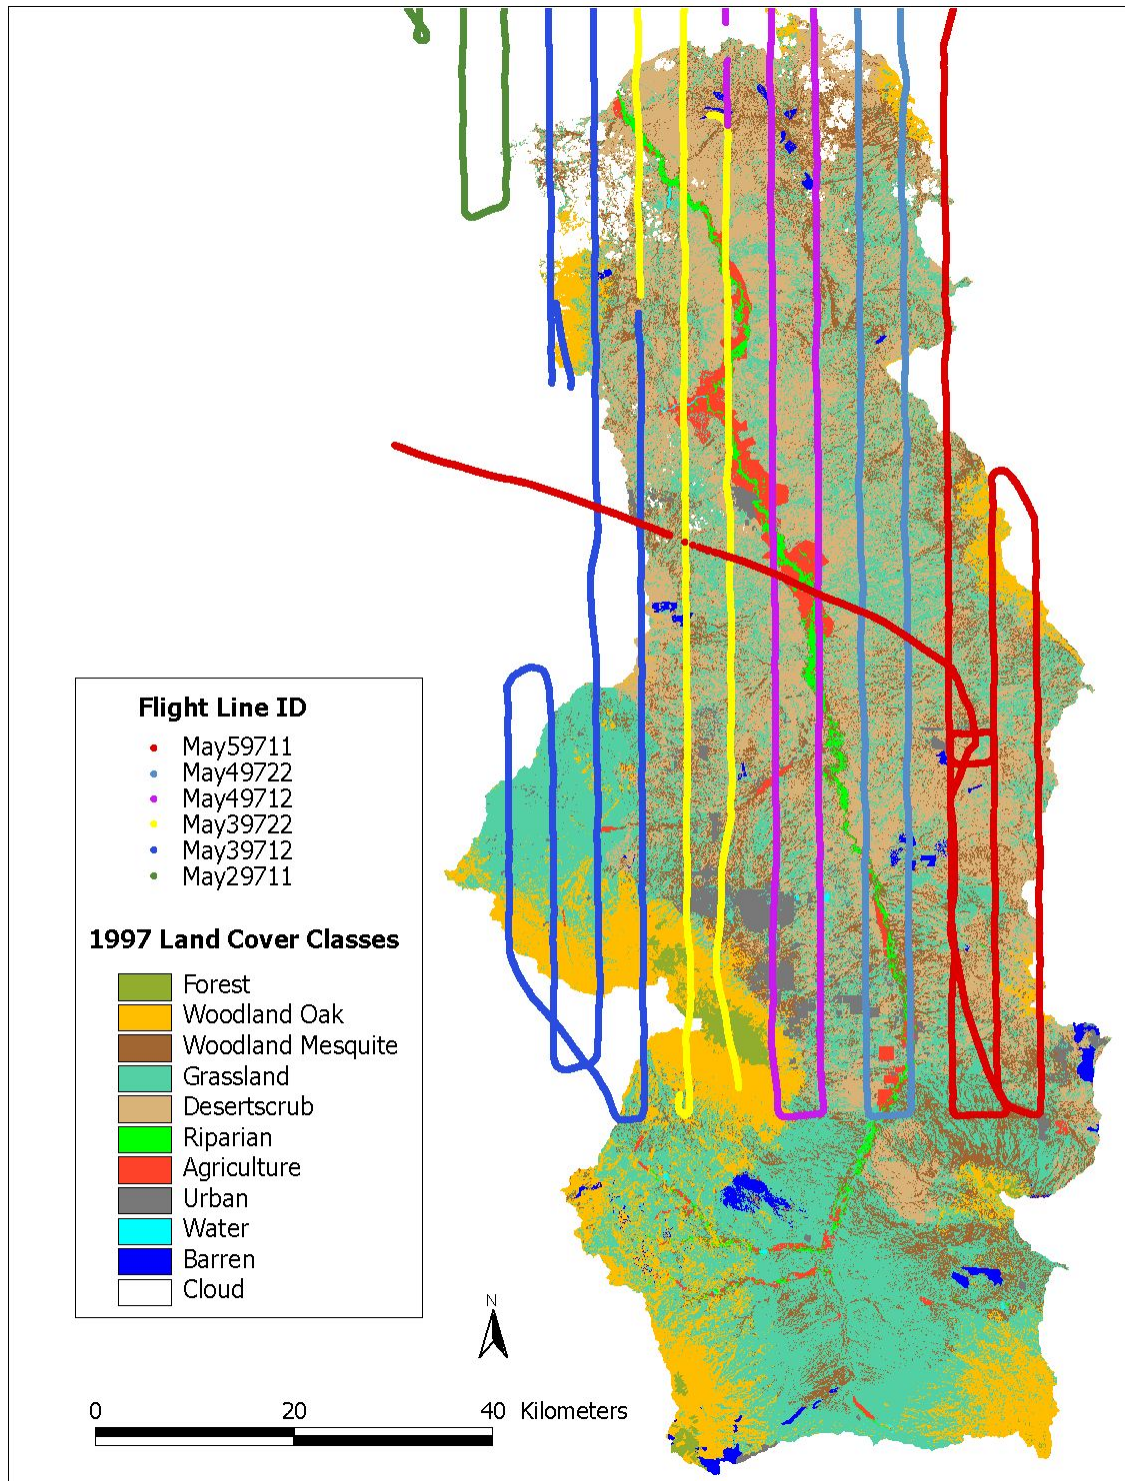 Flight Line ID
May59711
May49722
May49712
May39722
May39712
May29711
1997 Land Cover Classes
Forest
Woodland Oak
Woodland Mesquite
Grassland
Desertscrub
Riparian
Agriculture
Urban
Water
Barren
Cloud
N
0 20 40 Kilometers